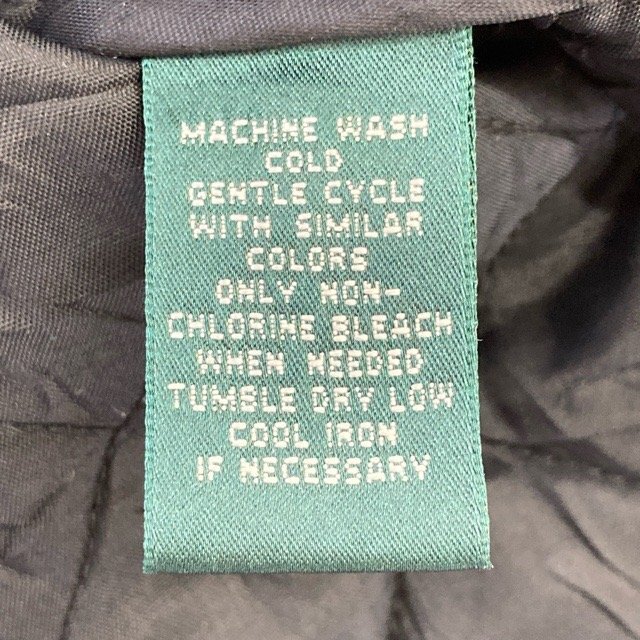 MACHINE WASH
COLD
GENTLE CYCLE
WITH SIMILAR
COLORS
ONLY NON-
CHLORINE BLEACH
WHEN NEEDED
TUMBLE DRY LOW
COOL IRON
IF NECESSARY